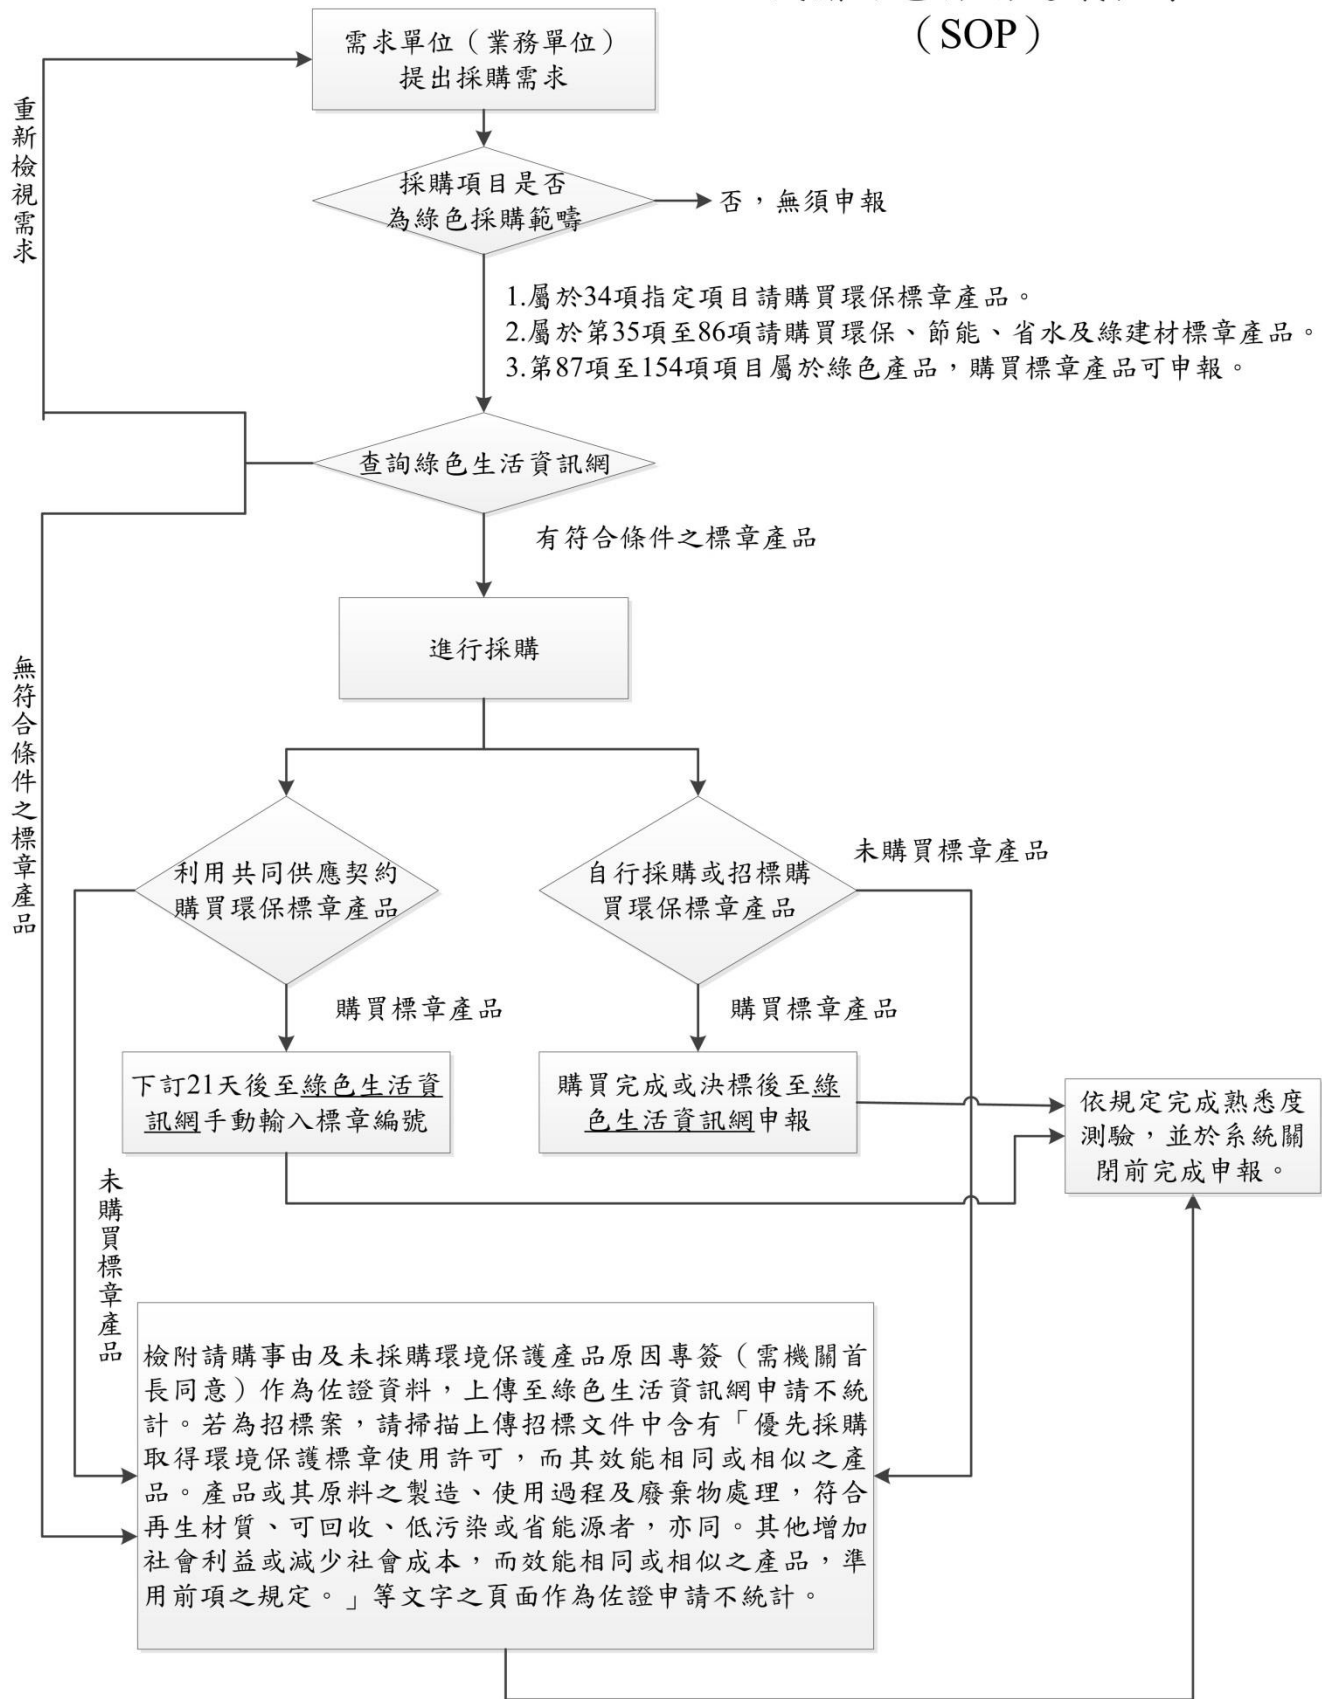 （SOP）
需求單位（業務單位）
提出採購需求
重新檢視需求
採購項目是否
為綠色採購範疇
否，無須申報
1.屬於34項指定項目請購買環保標章產品。
2.屬於第35項至86項請購買環保、節能、省水及綠建材標章產品。
3.第87項至154項項目屬於綠色產品，購買標章產品可申報。
查詢綠色生活資訊網
有符合條件之標章產品
進行採購
無符合條件之標章產品
利用共同供應契約
購買環保標章產品
自行採購或招標購
買環保標章產品
未購買標章產品
購買標章產品
購買標章產品
下訂21天後至綠色生活資
訊網手動輸入標章編號
購買完成或決標後至綠
色生活資訊網申報
依規定完成熟悉度
測驗，並於系統關
閉前完成申報。
未購買標章產品
檢附請購事由及未採購環境保護產品原因專簽（需機關首
長同意）作為佐證資料，上傳至綠色生活資訊網申請不統
計。若為招標案，請掃描上傳招標文件中含有「優先採購
取得環境保護標章使用許可，而其效能相同或相似之產
品。產品或其原料之製造、使用過程及廢棄物處理，符合
再生材質、可回收、低污染或省能源者，亦同。其他增加
社會利益或減少社會成本，而效能相同或相似之產品，準
用前項之規定。」等文字之頁面作為佐證申請不統計。